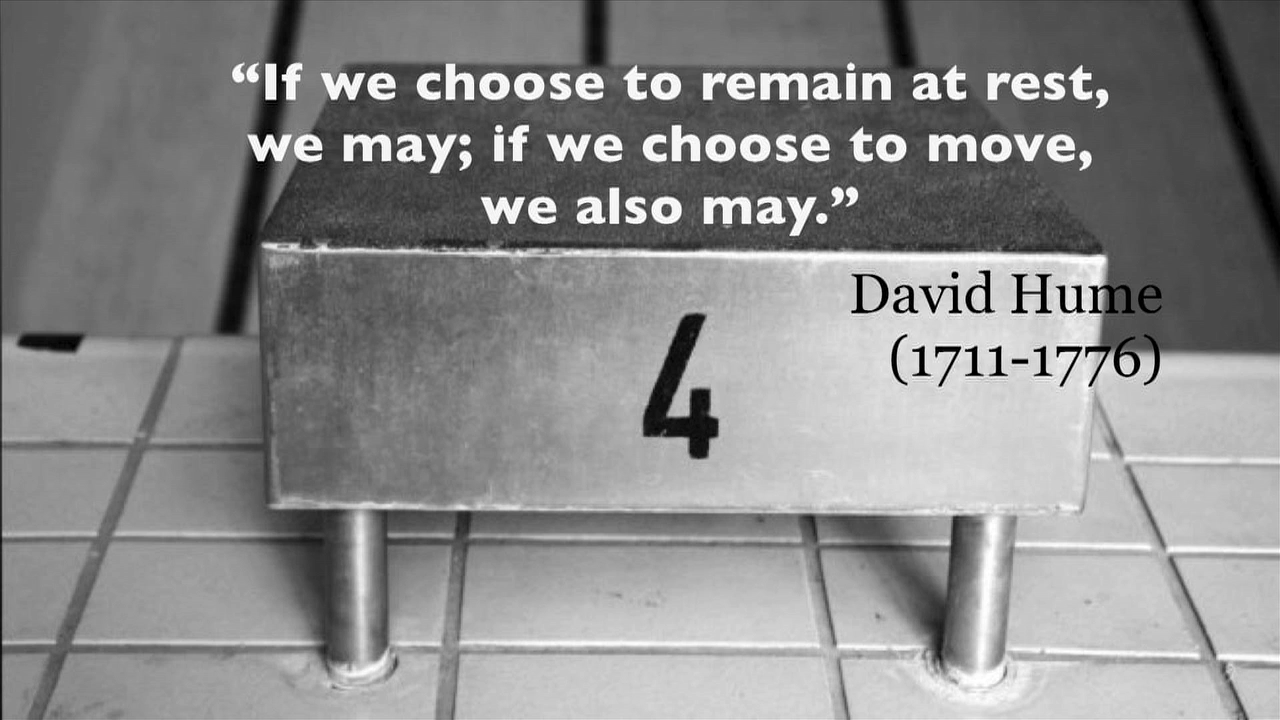 “If we choose to remain at rest,
we may; if we choose to move,
we also may.”
David Hume
(1711-1776)
4